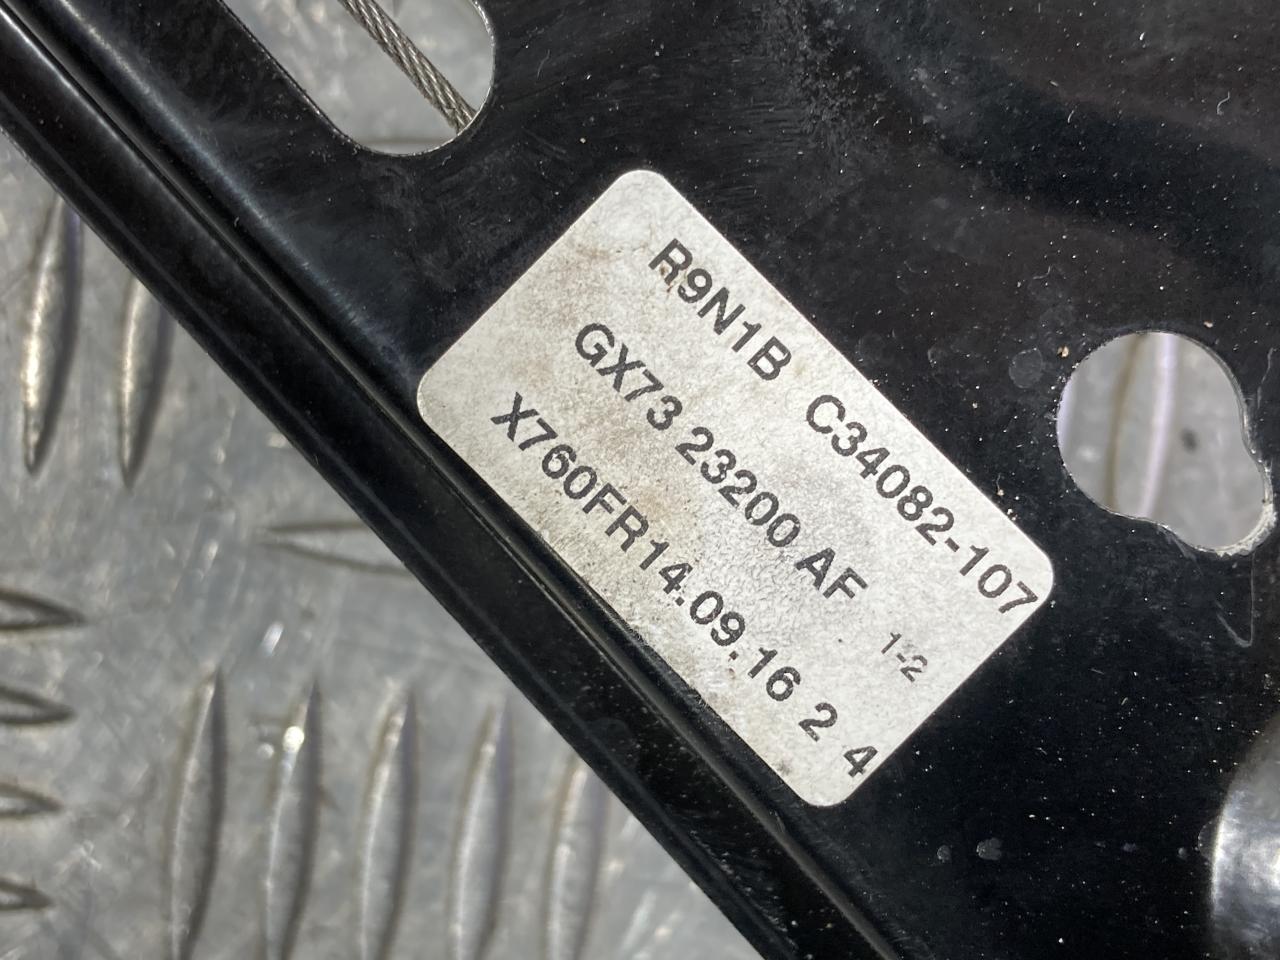 R9N1B C34082-107
GX73 23200 AF
1-2
X760FR14.09.16 2 4